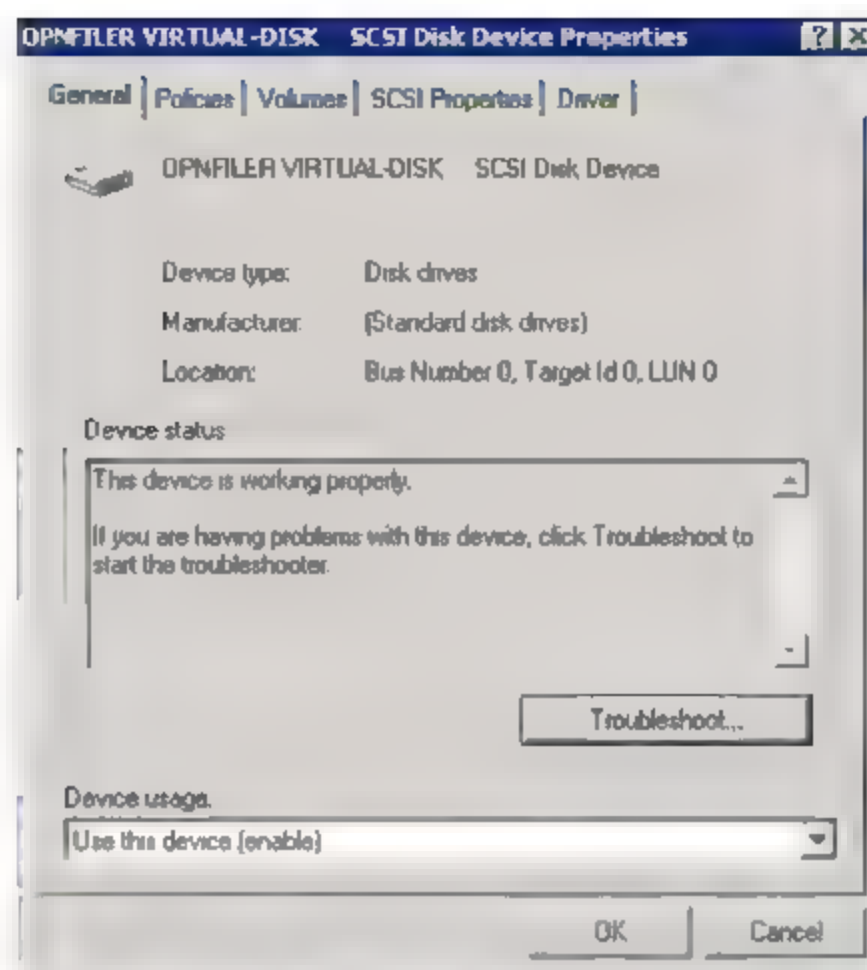 OPNFILER VIRTUAL-DISK SCSI Disk Device Properties
General Policies Volumes SCSI Properties Driver
OPNFILER VIRTUAL-DISK SCSI Disk Device
Device type: Disk drives
Manufacturer: (Standard disk drives)
Location: Bus Number 0, Target Id 0, LUN 0
Device status
This device is working properly.
If you are having problems with this device, click Troubleshoot to
start the troubleshooter.
Troubleshoot...
Device usage:
Use this device (enable)
OK Cancel